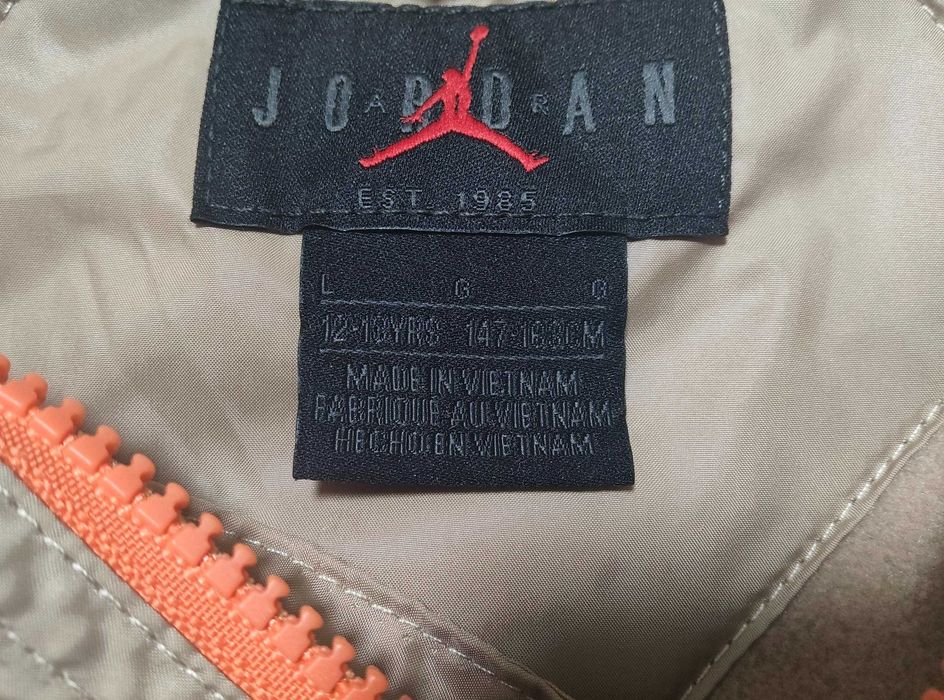 JORDAN
AIR
EST. 1985
L G G
12-13YRS 147-163CM
MADE IN VIETNAM
FABRIQUE AU VIETNAM
HECHO EN VIETNAM